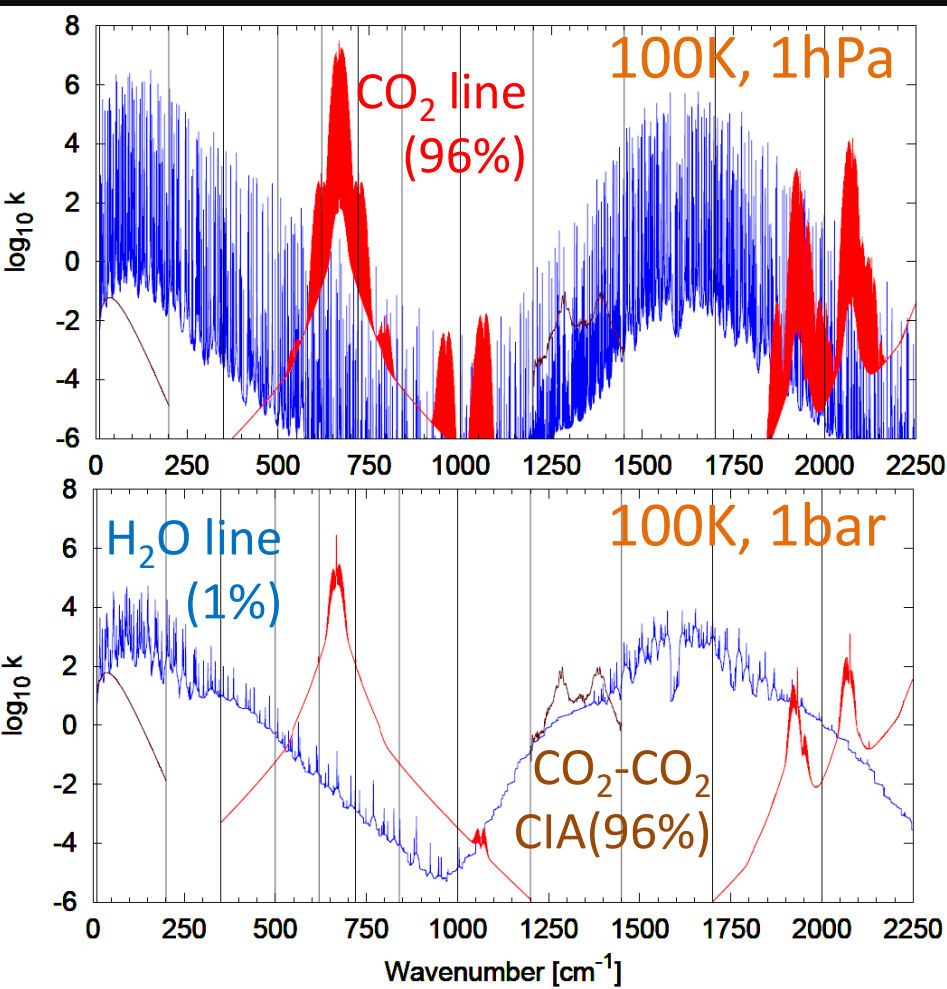 8
6
4
2
0
-2
-4
-6
log10 k
100K, 1hPa
CO2 line
(96%)
0 250 500 750 1000 1250 1500 1750 2000 2250
8
6
4
2
0
-2
-4
-6
log10 k
H2O line
(1%)
100K, 1bar
CO2-CO2
CIA(96%)
0 250 500 750 1000 1250 1500 1750 2000 2250
Wavenumber [cm⁻¹]